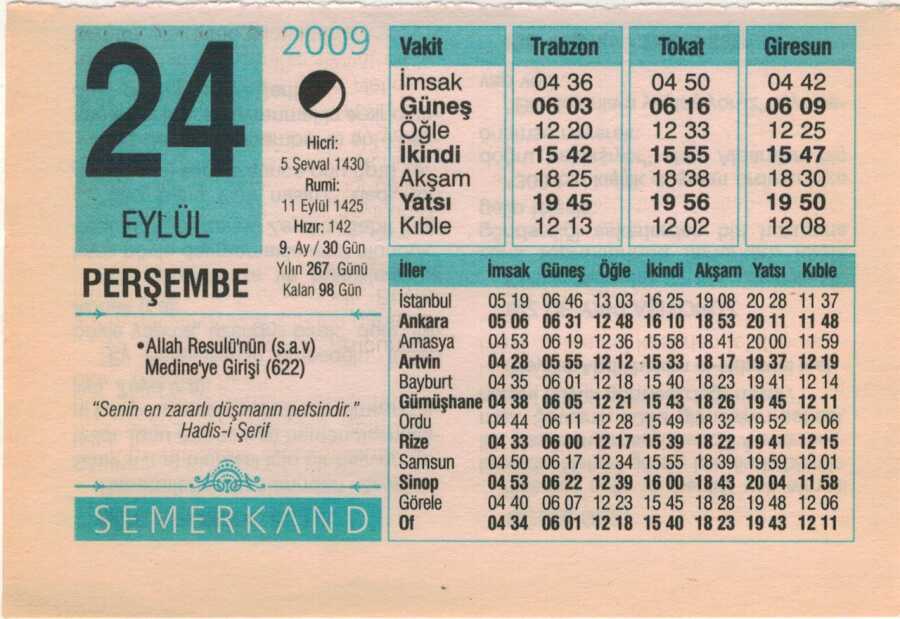 24
EYLÜL
PERŞEMBE
2009
Hicri:
5 Şevval 1430
Rumi:
11 Eylül 1425
Hızır: 142
9. Ay / 30 Gün
Yılın 267. Günü
Kalan 98 Gün
•Allah Resulü'nün (s.a.v)
Medine'ye Girişi (622)
“Senin en zararlı düşmanın nefsindir.”
Hadis-i Şerif
SEMERKAND
Vakit Trabzon Tokat Giresun
İmsak 04 36 04 50 04 42
Güneş 06 03 06 16 06 09
Öğle 12 20 12 33 12 25
İkindi 15 42 15 55 15 47
Akşam 18 25 18 38 18 30
Yatsı 19 45 19 56 19 50
Kıble 12 13 12 02 12 08
İller İmsak Güneş Öğle İkindi Akşam Yatsı Kıble
İstanbul 05 19 06 46 13 03 16 25 19 08 20 28 11 37
Ankara 05 06 06 31 12 48 16 10 18 53 20 11 11 48
Amasya 04 53 06 19 12 36 15 58 18 41 20 00 11 59
Artvin 04 28 05 55 12 12 15 33 18 17 19 37 12 19
Bayburt 04 35 06 01 12 18 15 40 18 23 19 41 12 14
Gümüşhane 04 38 06 05 12 21 15 43 18 26 19 45 12 11
Ordu 04 44 06 11 12 28 15 49 18 32 19 52 12 06
Rize 04 33 06 00 12 17 15 39 18 22 19 41 12 15
Samsun 04 50 06 17 12 34 15 55 18 39 19 59 12 01
Sinop 04 53 06 22 12 39 16 00 18 43 20 04 11 58
Görele 04 40 06 07 12 23 15 45 18 28 19 48 12 06
Of 04 34 06 01 12 18 15 40 18 23 19 43 12 11